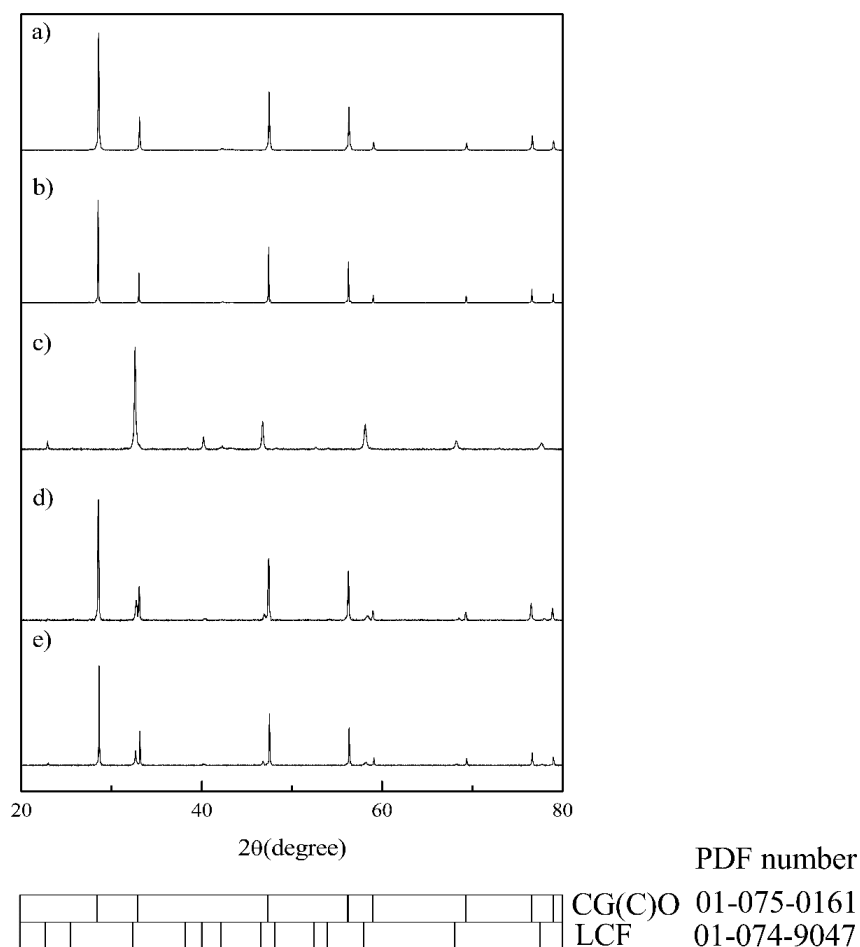 a)
b)
c)
d)
e)
20 40 60 80
2θ(degree)
PDF number
CG(C)O 01-075-0161
LCF 01-074-9047